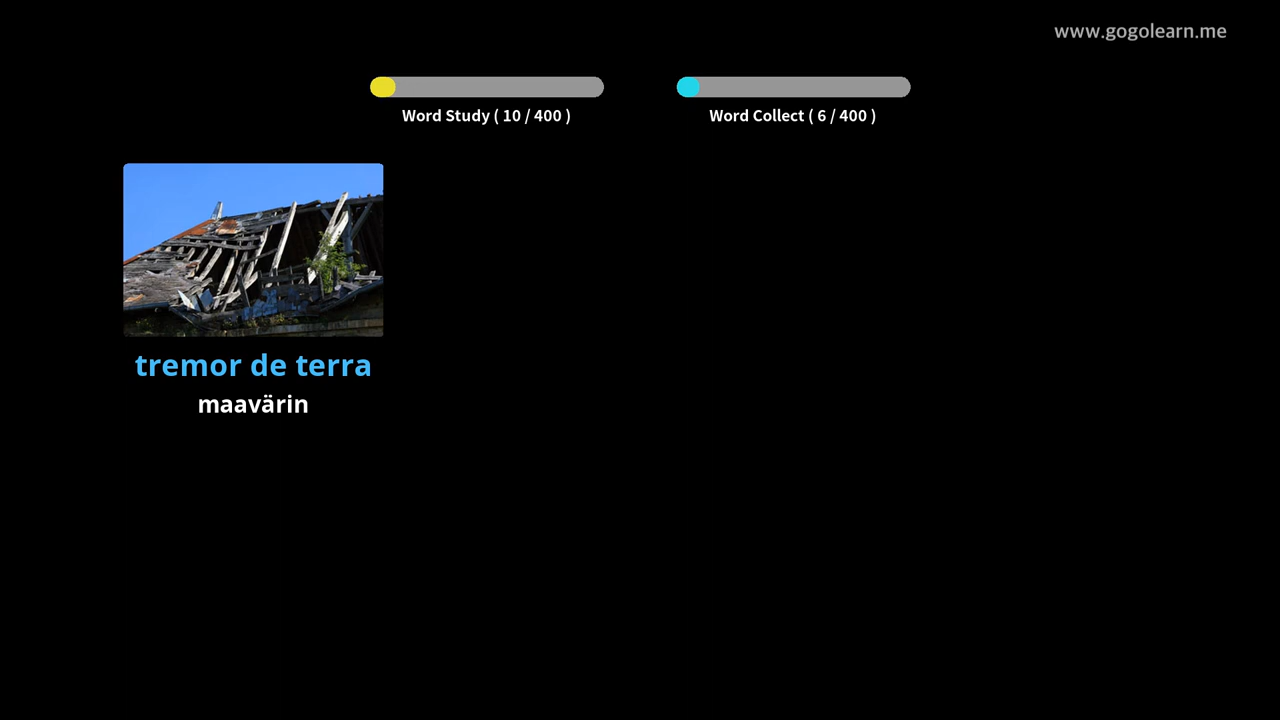 www.gogolearn.me
Word Study ( 10 / 400 )
Word Collect ( 6 / 400 )
tremor de terra
maavärin